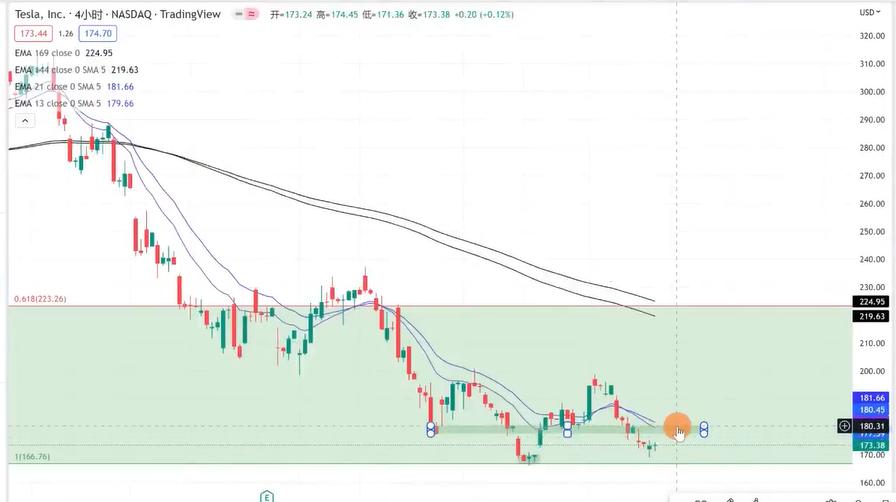 Tesla, Inc. · 4小时 · NASDAQ · TradingView
开=173.24 高=174.45 低=171.36 收=173.38 +0.20 (+0.12%)
USD
173.44 1.26 174.70
EMA 169 close 0 224.95
EMA 144 close 0 SMA 5 219.63
EMA 21 close 0 SMA 5 181.66
EMA 13 close 0 SMA 5 179.66
320.00
310.00
300.00
290.00
280.00
270.00
260.00
250.00
240.00
230.00
0.618(223.26)
224.95
219.63
210.00
200.00
181.66
180.45
180.31
173.38
170.00
1(166.76)
160.00
E